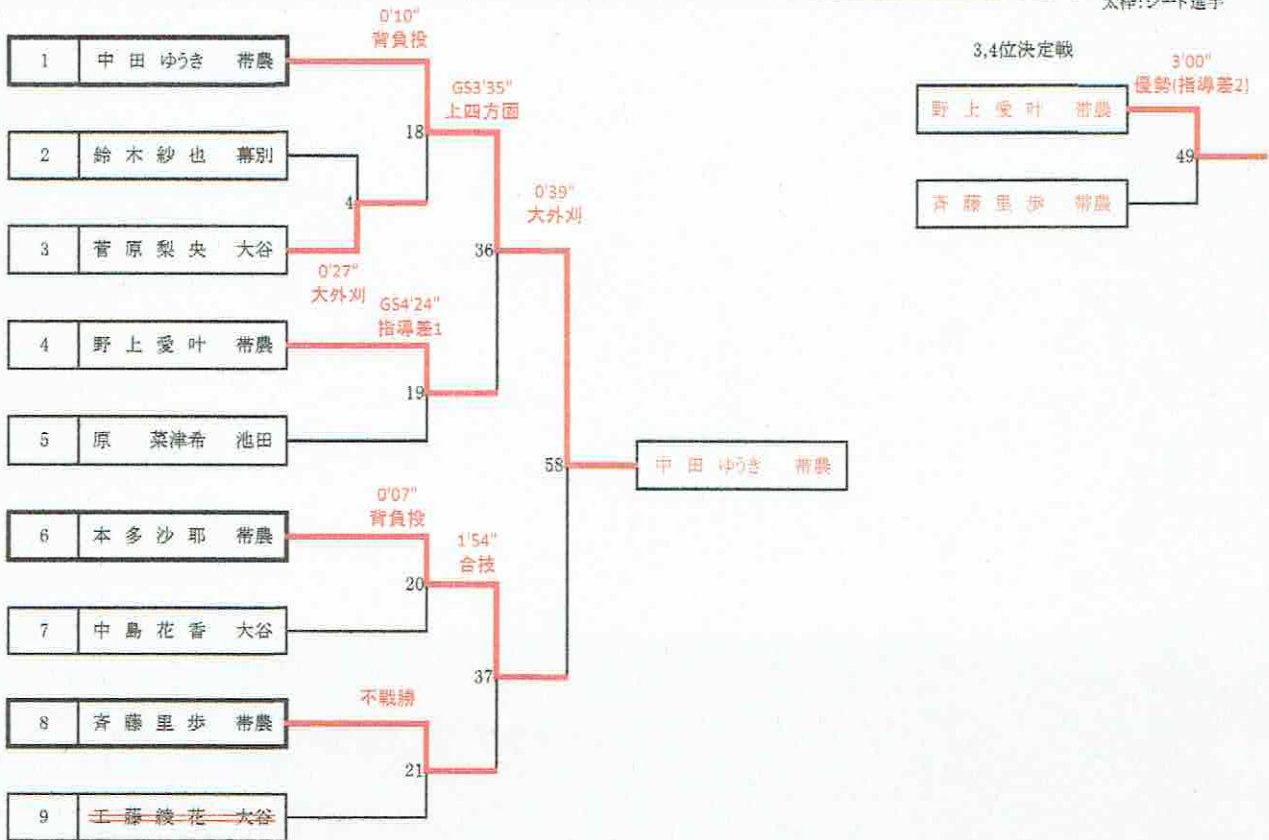 太枠:シード選手
0'10"
背負投
3,4位決定戦
1 中田 ゆうき 帯農
GS3'35"
上四方固
3'00"
優勢(指導差2)
野上愛叶 帯農
18
2 鈴木紗也 幕別
49
4
0'39"
大外刈
斉藤里歩 帯農
3 菅原梨央 大谷
36
0'27"
大外刈
GS4'24"
指導差1
4 野上愛叶 帯農
19
5 原 菜津希 池田
58
中田 ゆうき 帯農
0'07"
背負投
6 本多沙耶 帯農
1'54"
合技
20
7 中島花香 大谷
37
不戦勝
8 斉藤里歩 帯農
21
9 工藤綾花 大谷